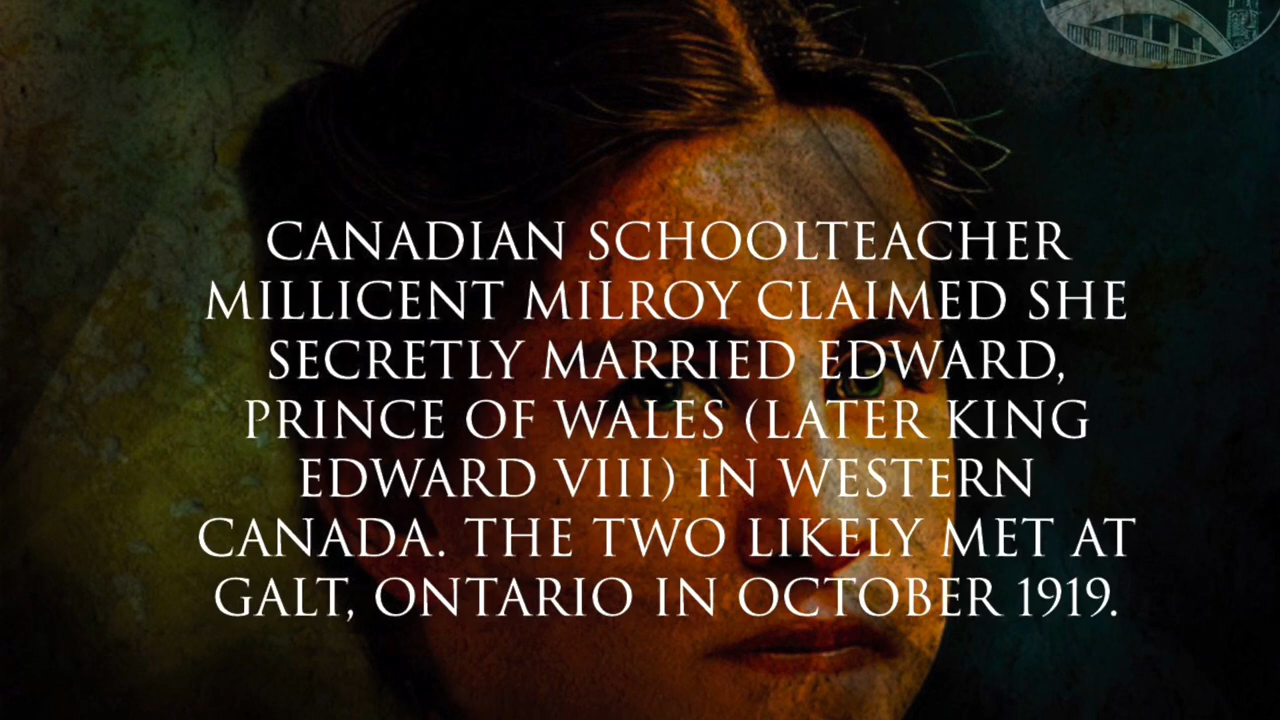 CANADIAN SCHOOLTEACHER
MILLICENT MILROY CLAIMED SHE
SECRETLY MARRIED EDWARD,
PRINCE OF WALES (LATER KING
EDWARD VIII) IN WESTERN
CANADA. THE TWO LIKELY MET AT
GALT, ONTARIO IN OCTOBER 1919.